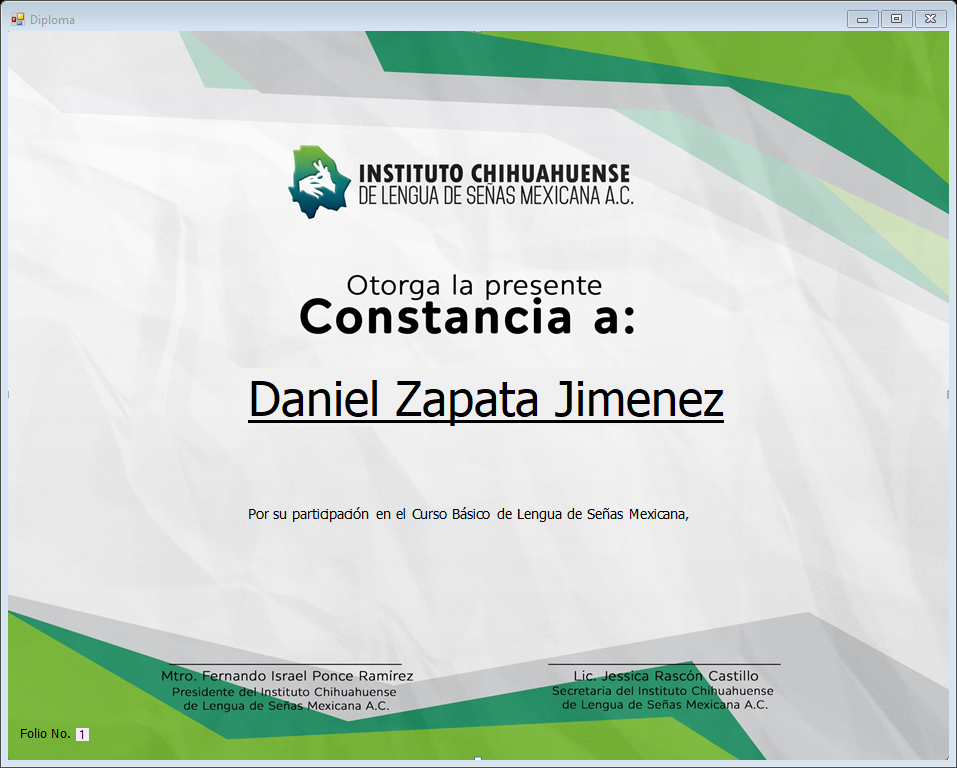 Diploma
INSTITUTO CHIHUAHUENSE
DE LENGUA DE SEÑAS MEXICANA A.C.
Otorga la presente
Constancia a:
Daniel Zapata Jimenez
Por su participación en el Curso Básico de Lengua de Señas Mexicana,
Mtro. Fernando Israel Ponce Ramírez
Presidente del Instituto Chihuahuense
de Lengua de Señas Mexicana A.C.
Lic. Jessica Rascón Castillo
Secretaria del Instituto Chihuahuense
de Lengua de Señas Mexicana A.C.
Folio No. 1